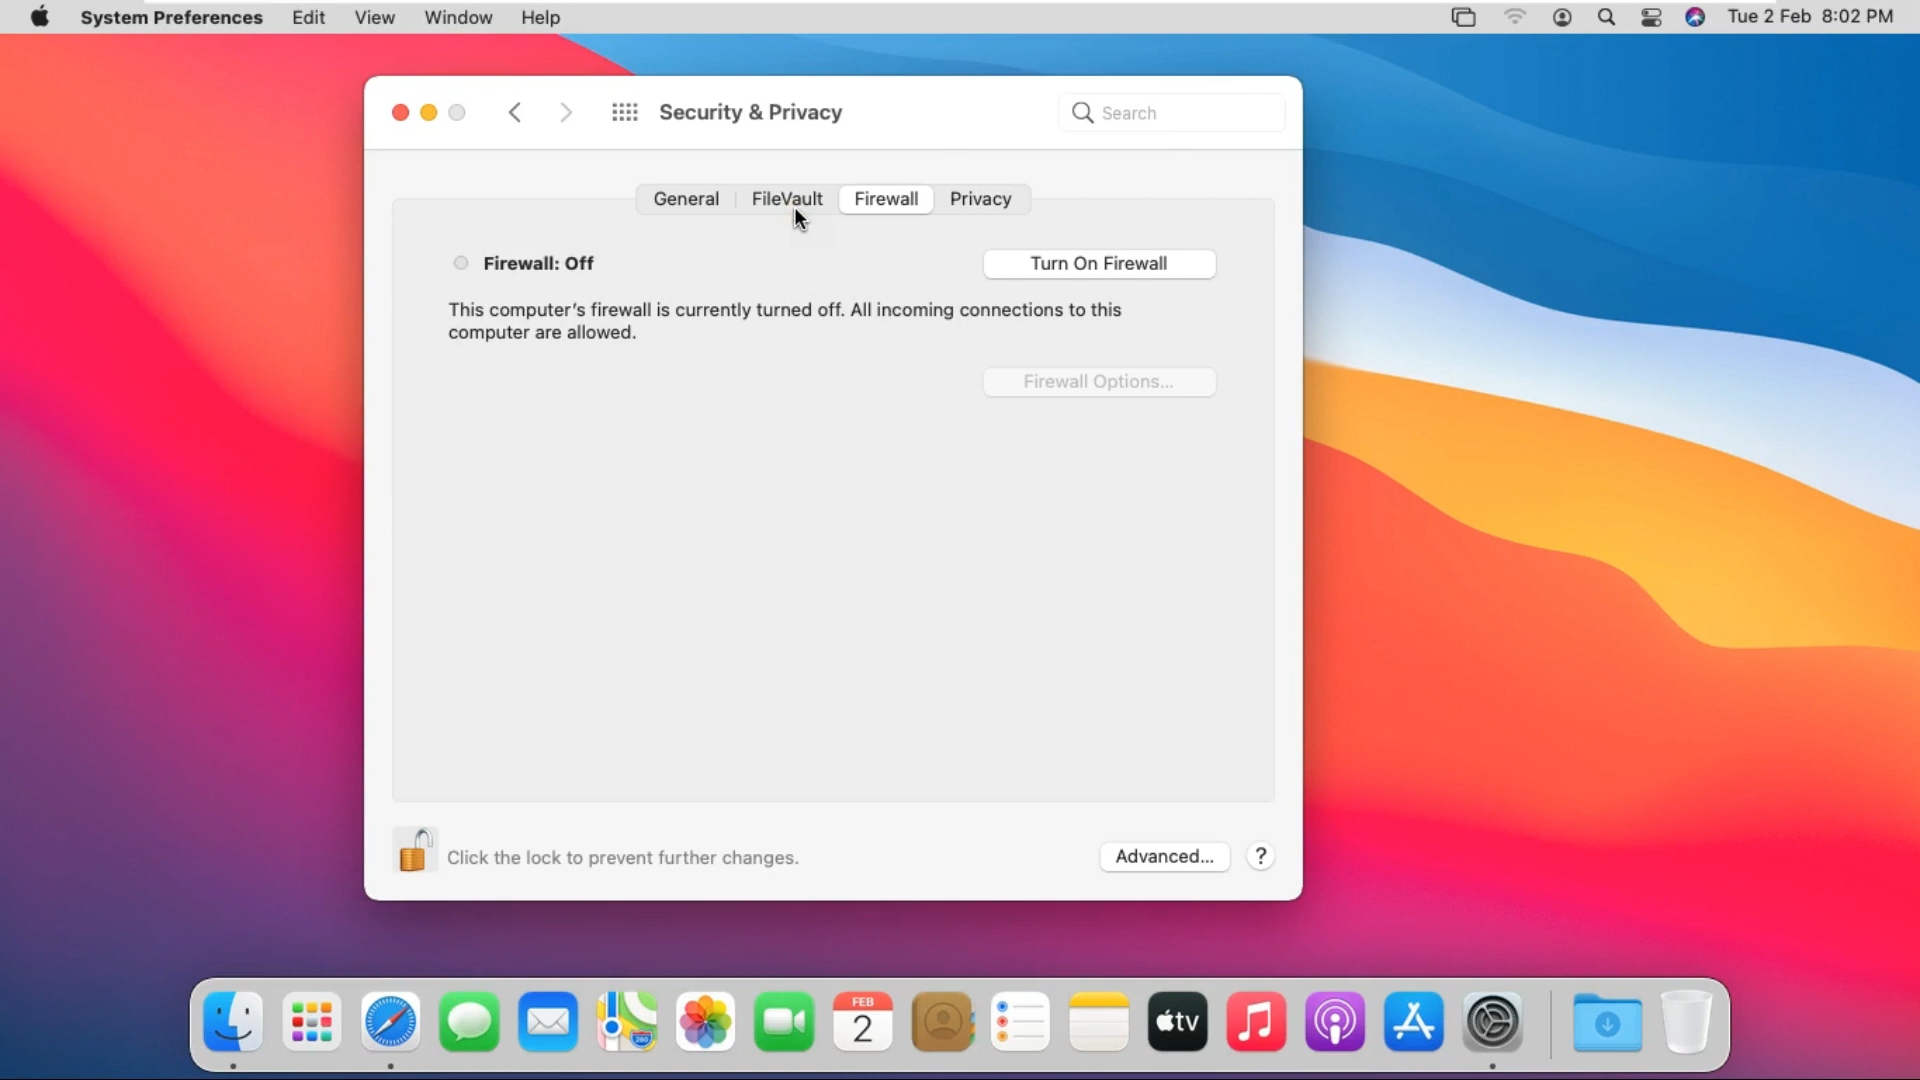 System Preferences Edit View Window Help Tue 2 Feb 8:02 PM
Security & Privacy
Search
General FileVault Firewall Privacy
Firewall: Off
Turn On Firewall
This computer's firewall is currently turned off. All incoming connections to this
computer are allowed.
Firewall Options...
Click the lock to prevent further changes.
Advanced...
?
FEB
2
280
tv